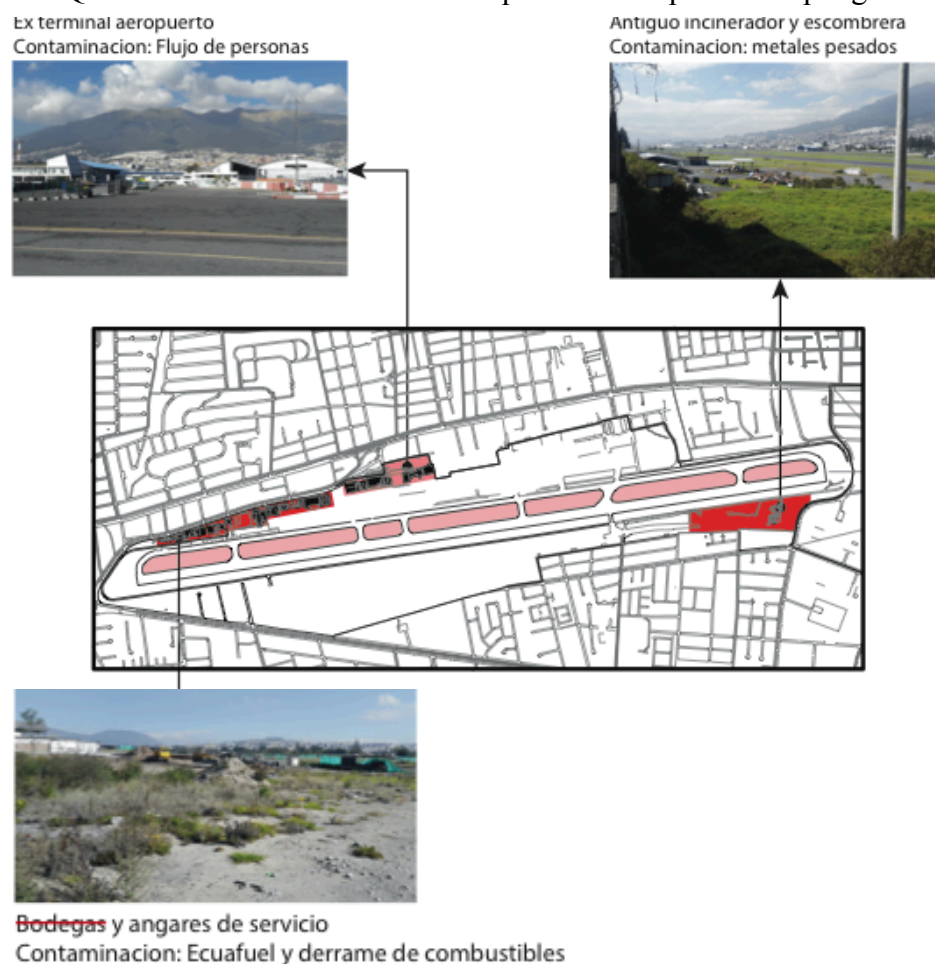 Ex terminal aeropuerto
Contaminacion: Flujo de personas
Antiguo incinerador y escombrera
Contaminacion: metales pesados
Bodegas y angares de servicio
Contaminacion: Ecuafuel y derrame de combustibles